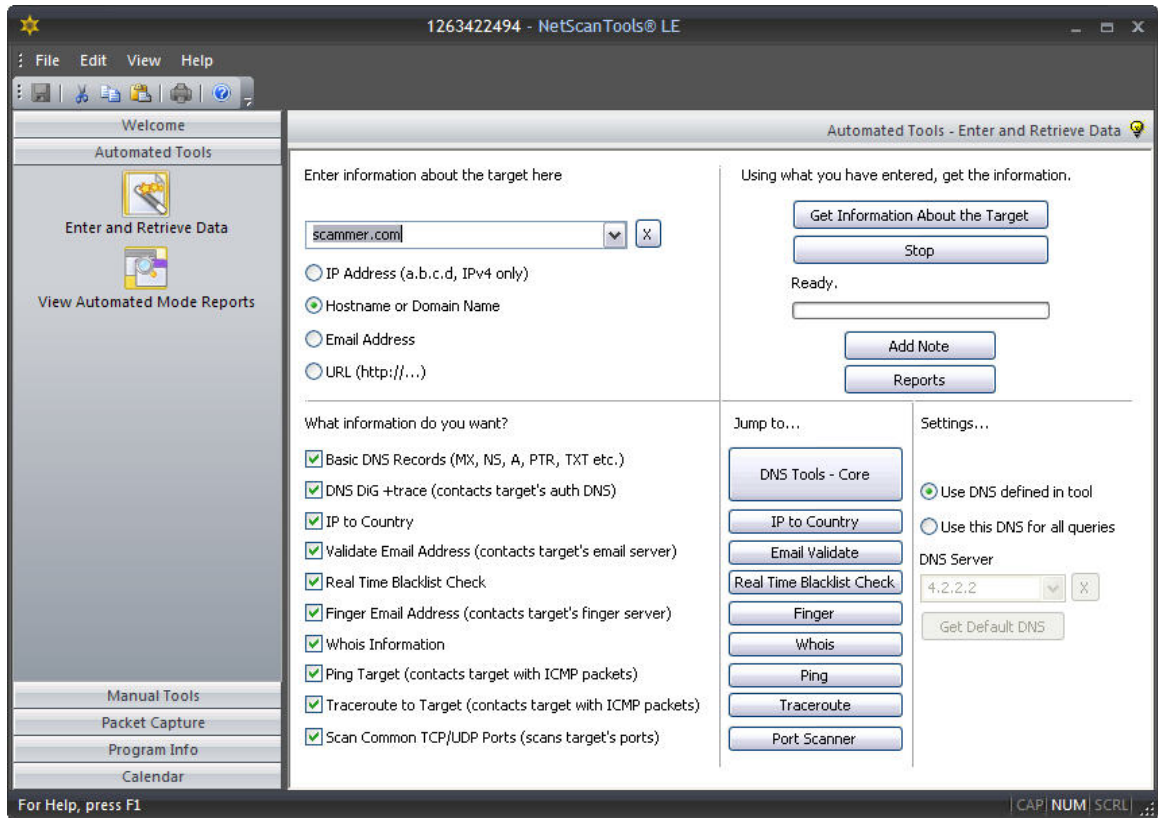 1263422494 - NetScanTools® LE
File Edit View Help
Welcome
Automated Tools
Enter and Retrieve Data
View Automated Mode Reports
Manual Tools
Packet Capture
Program Info
Calendar
Automated Tools - Enter and Retrieve Data
Enter information about the target here
scammer.com
X
IP Address (a.b.c.d, IPv4 only)
Hostname or Domain Name
Email Address
URL (http://...)
Using what you have entered, get the information.
Get Information About the Target
Stop
Ready.
Add Note
Reports
What information do you want?
Basic DNS Records (MX, NS, A, PTR, TXT etc.)
DNS DiG +trace (contacts target's auth DNS)
IP to Country
Validate Email Address (contacts target's email server)
Real Time Blacklist Check
Finger Email Address (contacts target's finger server)
Whois Information
Ping Target (contacts target with ICMP packets)
Traceroute to Target (contacts target with ICMP packets)
Scan Common TCP/UDP Ports (scans target's ports)
Jump to...
DNS Tools - Core
IP to Country
Email Validate
Real Time Blacklist Check
Finger
Whois
Ping
Traceroute
Port Scanner
Settings...
Use DNS defined in tool
Use this DNS for all queries
DNS Server
4.2.2.2
X
Get Default DNS
For Help, press F1
CAP NUM SCRL